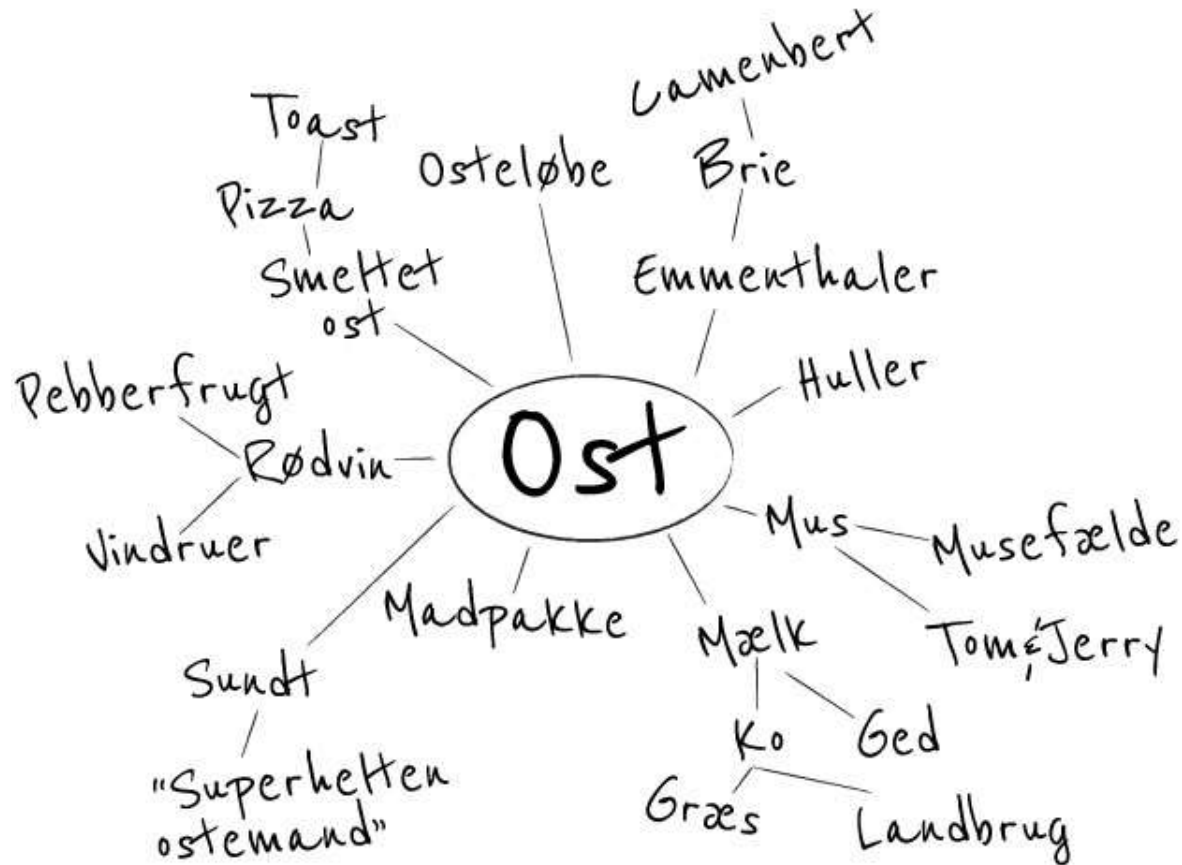 Camenbert
Toast
Osteløbe
Brie
Pizza
Smeltet
ost
Emmenthaler
Huller
Pebberfrugt
Rødvin
Ost
Mus
Musefælde
Vindruer
Madpakke
Mælk
Tom & Jerry
Sundt
Ko
Ged
"Superhelten
ostemand"
Græs
Landbrug